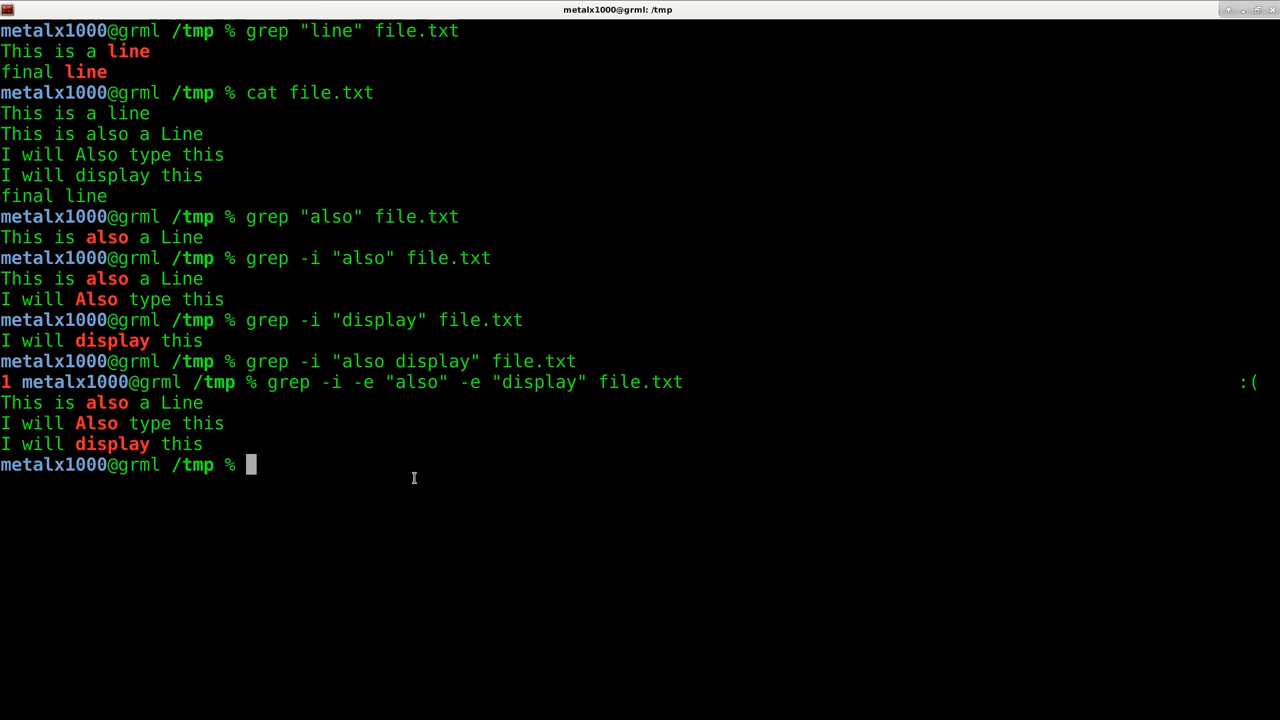 metalx1000@grml: /tmp
metalx1000@grml /tmp % grep "line" file.txt
This is a line
final line
metalx1000@grml /tmp % cat file.txt
This is a line
This is also a Line
I will Also type this
I will display this
final line
metalx1000@grml /tmp % grep "also" file.txt
This is also a Line
metalx1000@grml /tmp % grep -i "also" file.txt
This is also a Line
I will Also type this
metalx1000@grml /tmp % grep -i "display" file.txt
I will display this
metalx1000@grml /tmp % grep -i "also display" file.txt
1 metalx1000@grml /tmp % grep -i -e "also" -e "display" file.txt :(
This is also a Line
I will Also type this
I will display this
metalx1000@grml /tmp %